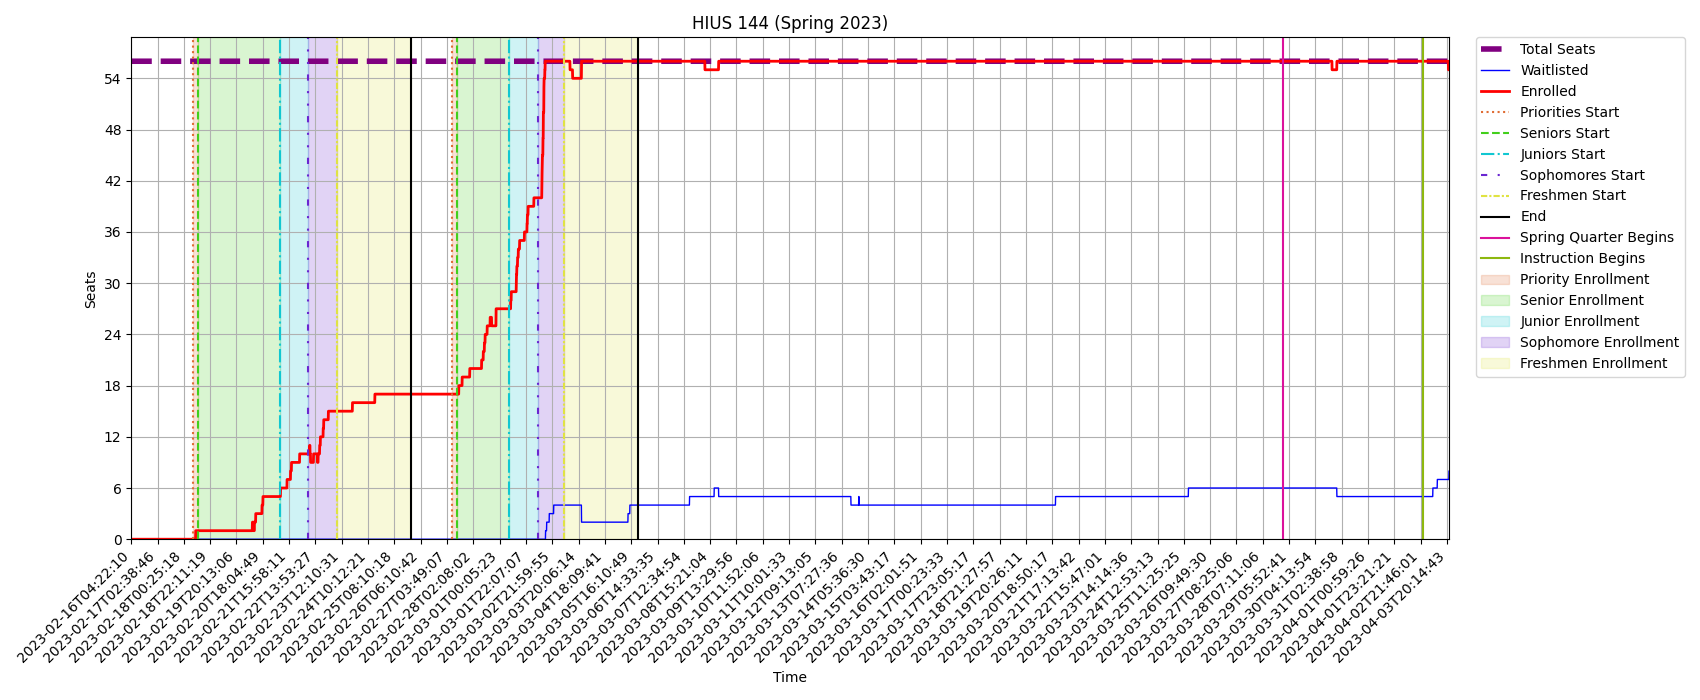 HIUS 144 (Spring 2023)
Seats
54
48
42
36
30
24
18
12
6
0
2023-02-16T04:22:10
2023-02-17T02:38:46
2023-02-18T00:25:18
2023-02-18T22:11:19
2023-02-19T20:13:06
2023-02-20T18:04:49
2023-02-21T15:58:11
2023-02-22T13:53:27
2023-02-23T12:10:31
2023-02-24T10:12:21
2023-02-25T08:10:18
2023-02-26T06:10:42
2023-02-27T03:49:07
2023-02-28T02:08:02
2023-03-01T00:05:23
2023-03-01T22:07:07
2023-03-02T21:59:55
2023-03-03T20:06:14
2023-03-04T18:09:41
2023-03-05T16:10:49
2023-03-06T14:33:35
2023-03-07T12:34:54
2023-03-08T15:21:04
2023-03-09T13:29:56
2023-03-10T11:52:06
2023-03-11T10:01:33
2023-03-12T09:13:05
2023-03-13T07:27:36
2023-03-14T05:36:30
2023-03-15T03:43:17
2023-03-16T02:01:51
2023-03-17T00:23:33
2023-03-17T23:05:17
2023-03-18T21:27:57
2023-03-19T20:26:11
2023-03-20T18:50:17
2023-03-21T17:13:42
2023-03-22T15:47:01
2023-03-23T14:14:36
2023-03-24T12:53:13
2023-03-25T11:25:25
2023-03-26T09:49:30
2023-03-27T08:25:06
2023-03-28T07:11:06
2023-03-29T05:52:41
2023-03-30T04:13:54
2023-03-31T02:38:58
2023-04-01T00:59:26
2023-04-01T23:21:21
2023-04-02T21:46:01
2023-04-03T20:14:43
Time
Total Seats
Waitlisted
Enrolled
Priorities Start
Seniors Start
Juniors Start
Sophomores Start
Freshmen Start
End
Spring Quarter Begins
Instruction Begins
Priority Enrollment
Senior Enrollment
Junior Enrollment
Sophomore Enrollment
Freshmen Enrollment